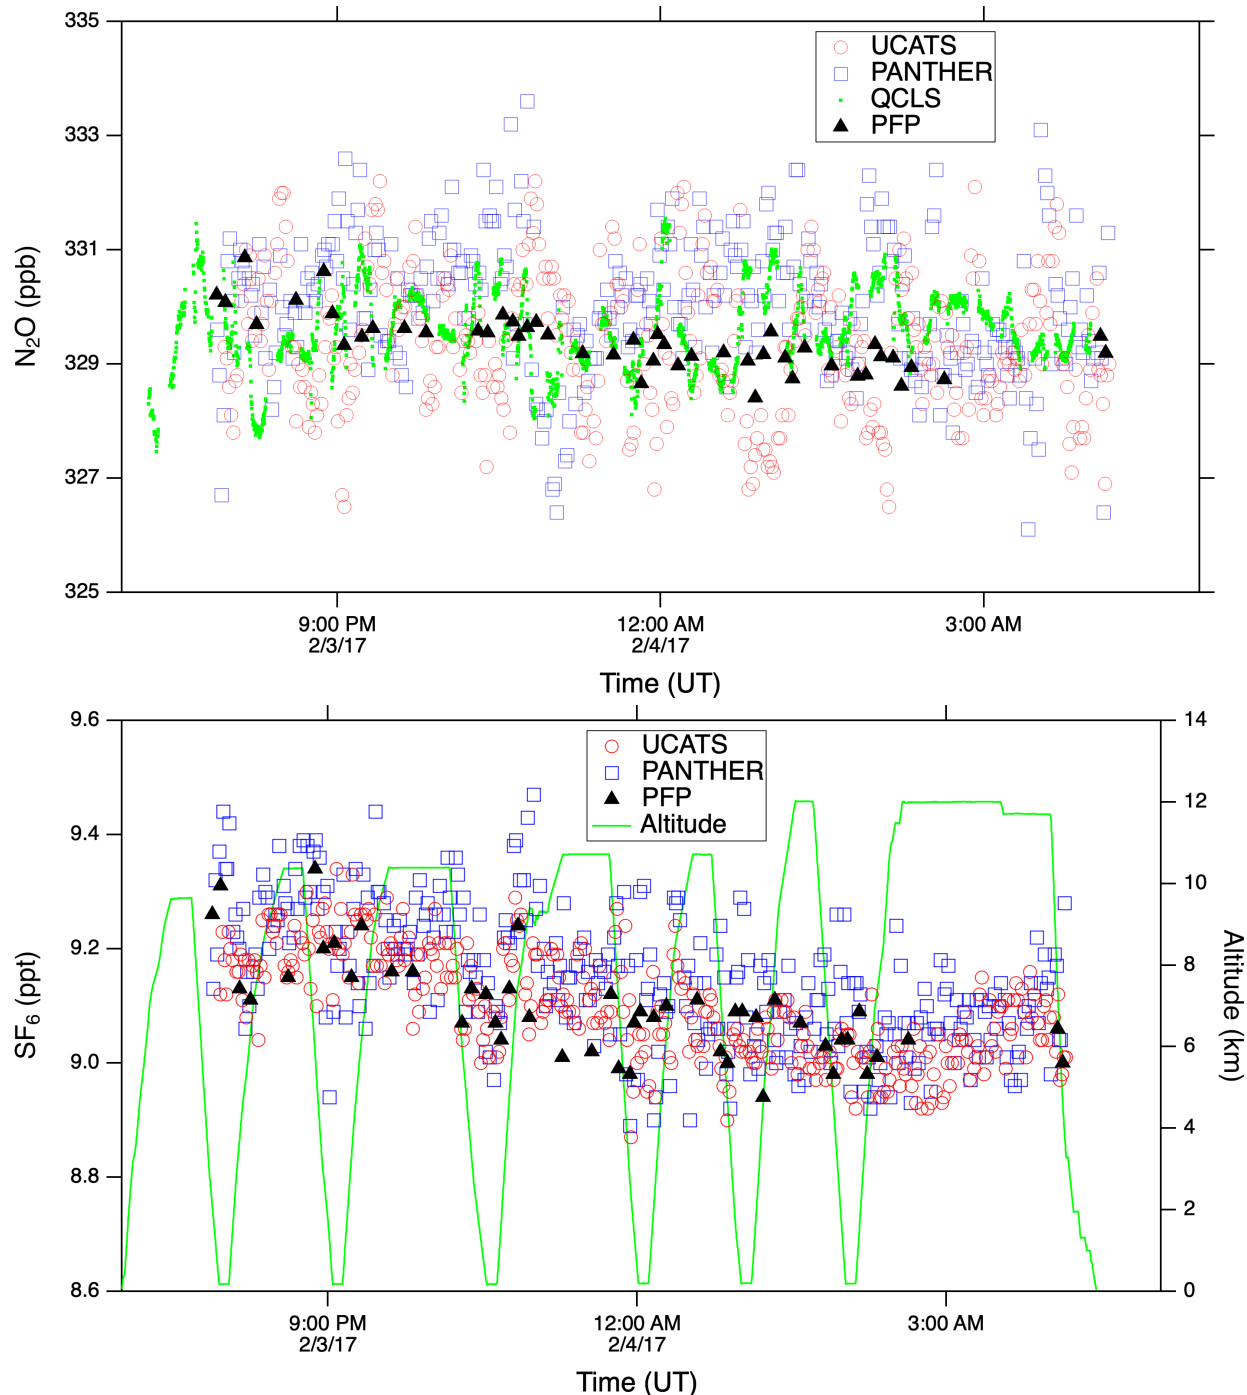 335
333
331
329
327
325
N₂O (ppb)
UCATS
PANTHER
QCLS
PFP
9:00 PM
2/3/17
12:00 AM
2/4/17
3:00 AM
Time (UT)
9.6
9.4
9.2
9.0
8.8
8.6
SF₆ (ppt)
UCATS
PANTHER
PFP
Altitude
14
12
10
8
6
4
2
0
Altitude (km)
9:00 PM
2/3/17
12:00 AM
2/4/17
3:00 AM
Time (UT)